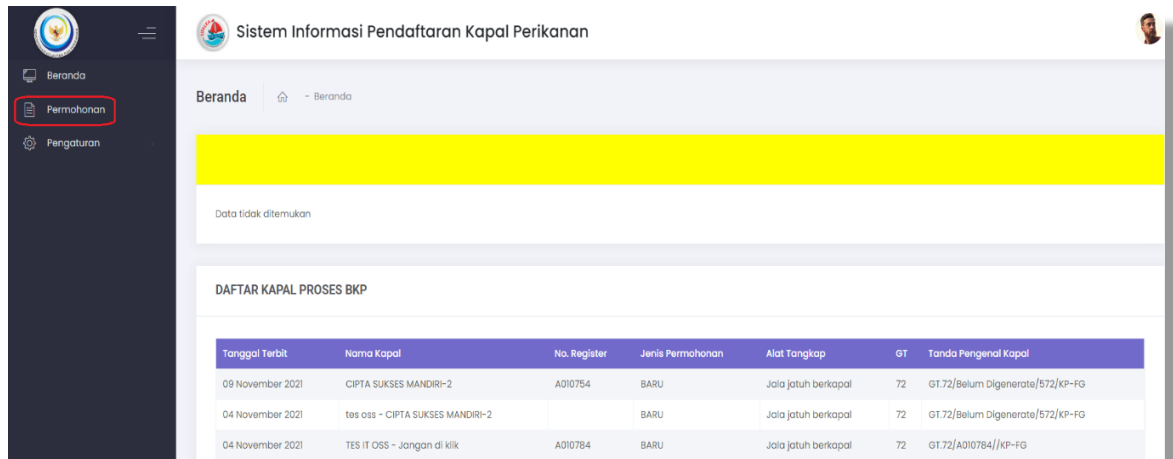 Sistem Informasi Pendaftaran Kapal Perikanan
Beranda
Permohonan
Pengaturan
Beranda - Beranda
Data tidak ditemukan
DAFTAR KAPAL PROSES BKP
Tanggal Terbit Nama Kapal No. Register Jenis Permohonan Alat Tangkap GT Tanda Pengenal Kapal
09 November 2021 CIPTA SUKSES MANDIRI-2 A010754 BARU Jala jatuh berkapal 72 GT.72/Belum Digenerate/572/KP-FG
04 November 2021 tes oss - CIPTA SUKSES MANDIRI-2 BARU Jala jatuh berkapal 72 GT.72/Belum Digenerate/572/KP-FG
04 November 2021 TES IT OSS - Jangan di klik A010784 BARU Jala jatuh berkapal 72 GT.72/A010784//KP-FG